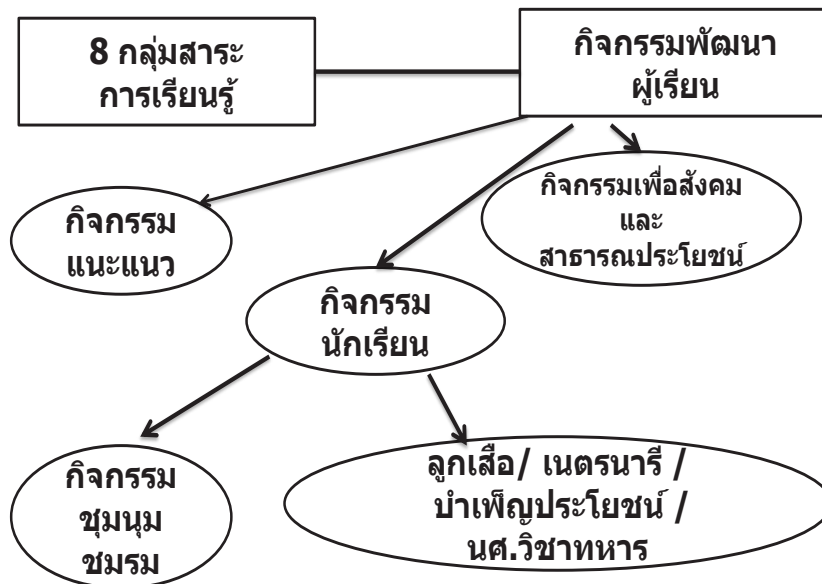 8 กลุ่มสาระ
การเรียนรู้
กิจกรรมพัฒนา
ผู้เรียน
กิจกรรมเพื่อสังคม
และ
สาธารณประโยชน์
กิจกรรม
แนะแนว
กิจกรรม
นักเรียน
กิจกรรม
ชุมนุม
ชมรม
ลูกเสือ/ เนตรนารี /
บำเพ็ญประโยชน์ /
นศ.วิชาทหาร